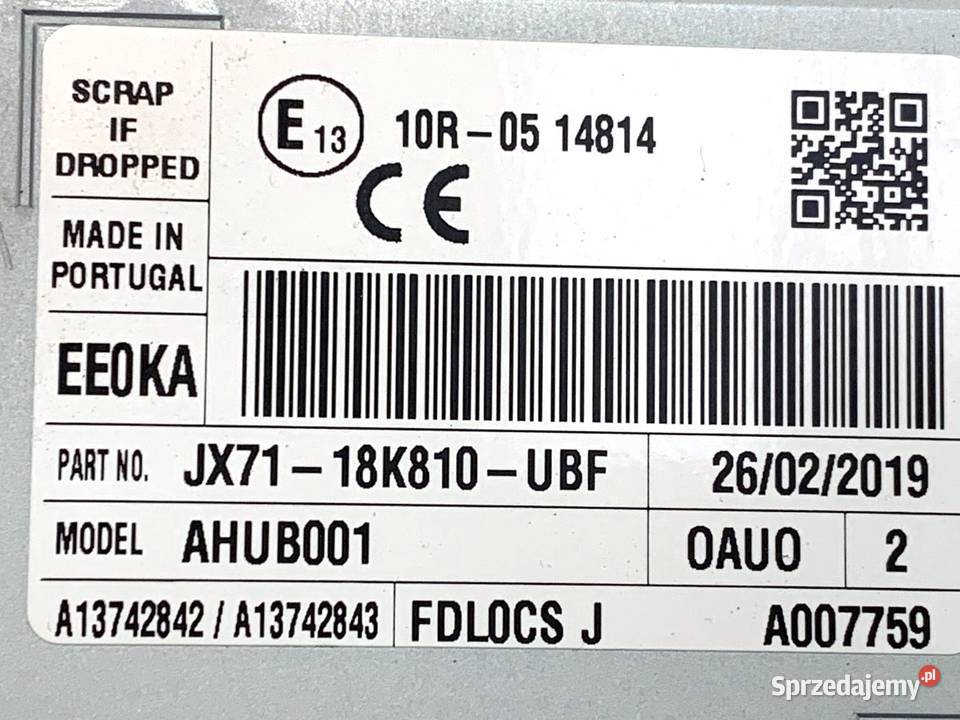 SCRAP
IF
DROPPED
E 13
10R-05 14814
CE
MADE IN
PORTUGAL
EE0KA
PART NO. JX71-18K810-UBF
26/02/2019
MODEL AHUB001
OAUO
2
A13742842 / A13742843
FDLOCS J
A007759
Sprzedajemy.pl